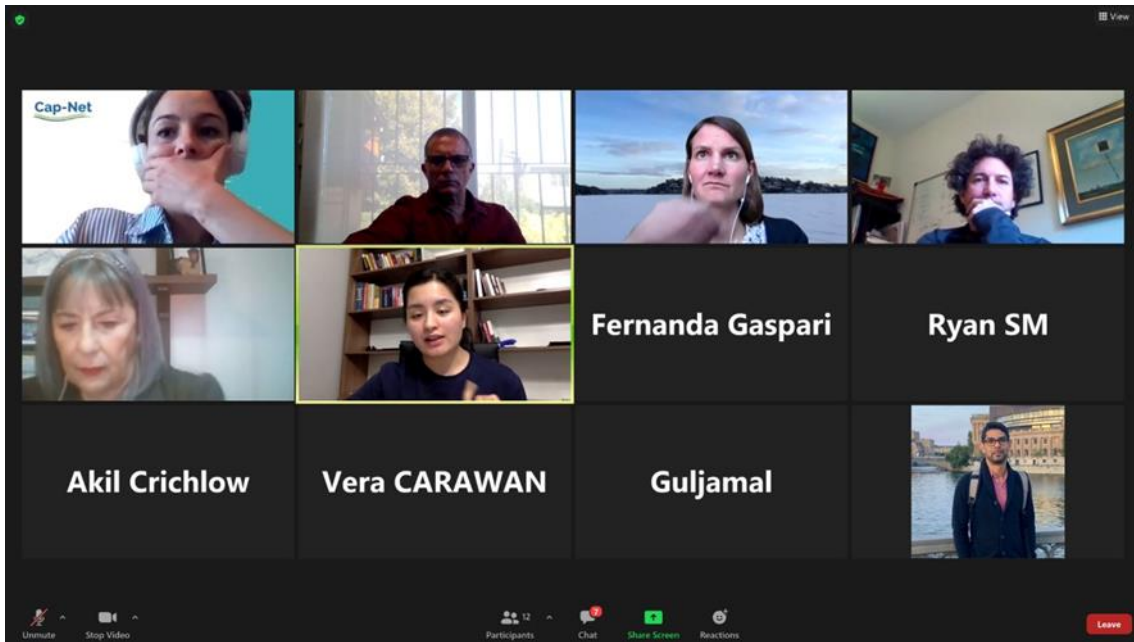 View
Cap-Net
Fernanda Gaspari
Ryan SM
Akil Crichlow
Vera CARAWAN
Guljamal
Unmute
Stop Video
Participants
12
Chat
7
Share Screen
Reactions
Leave